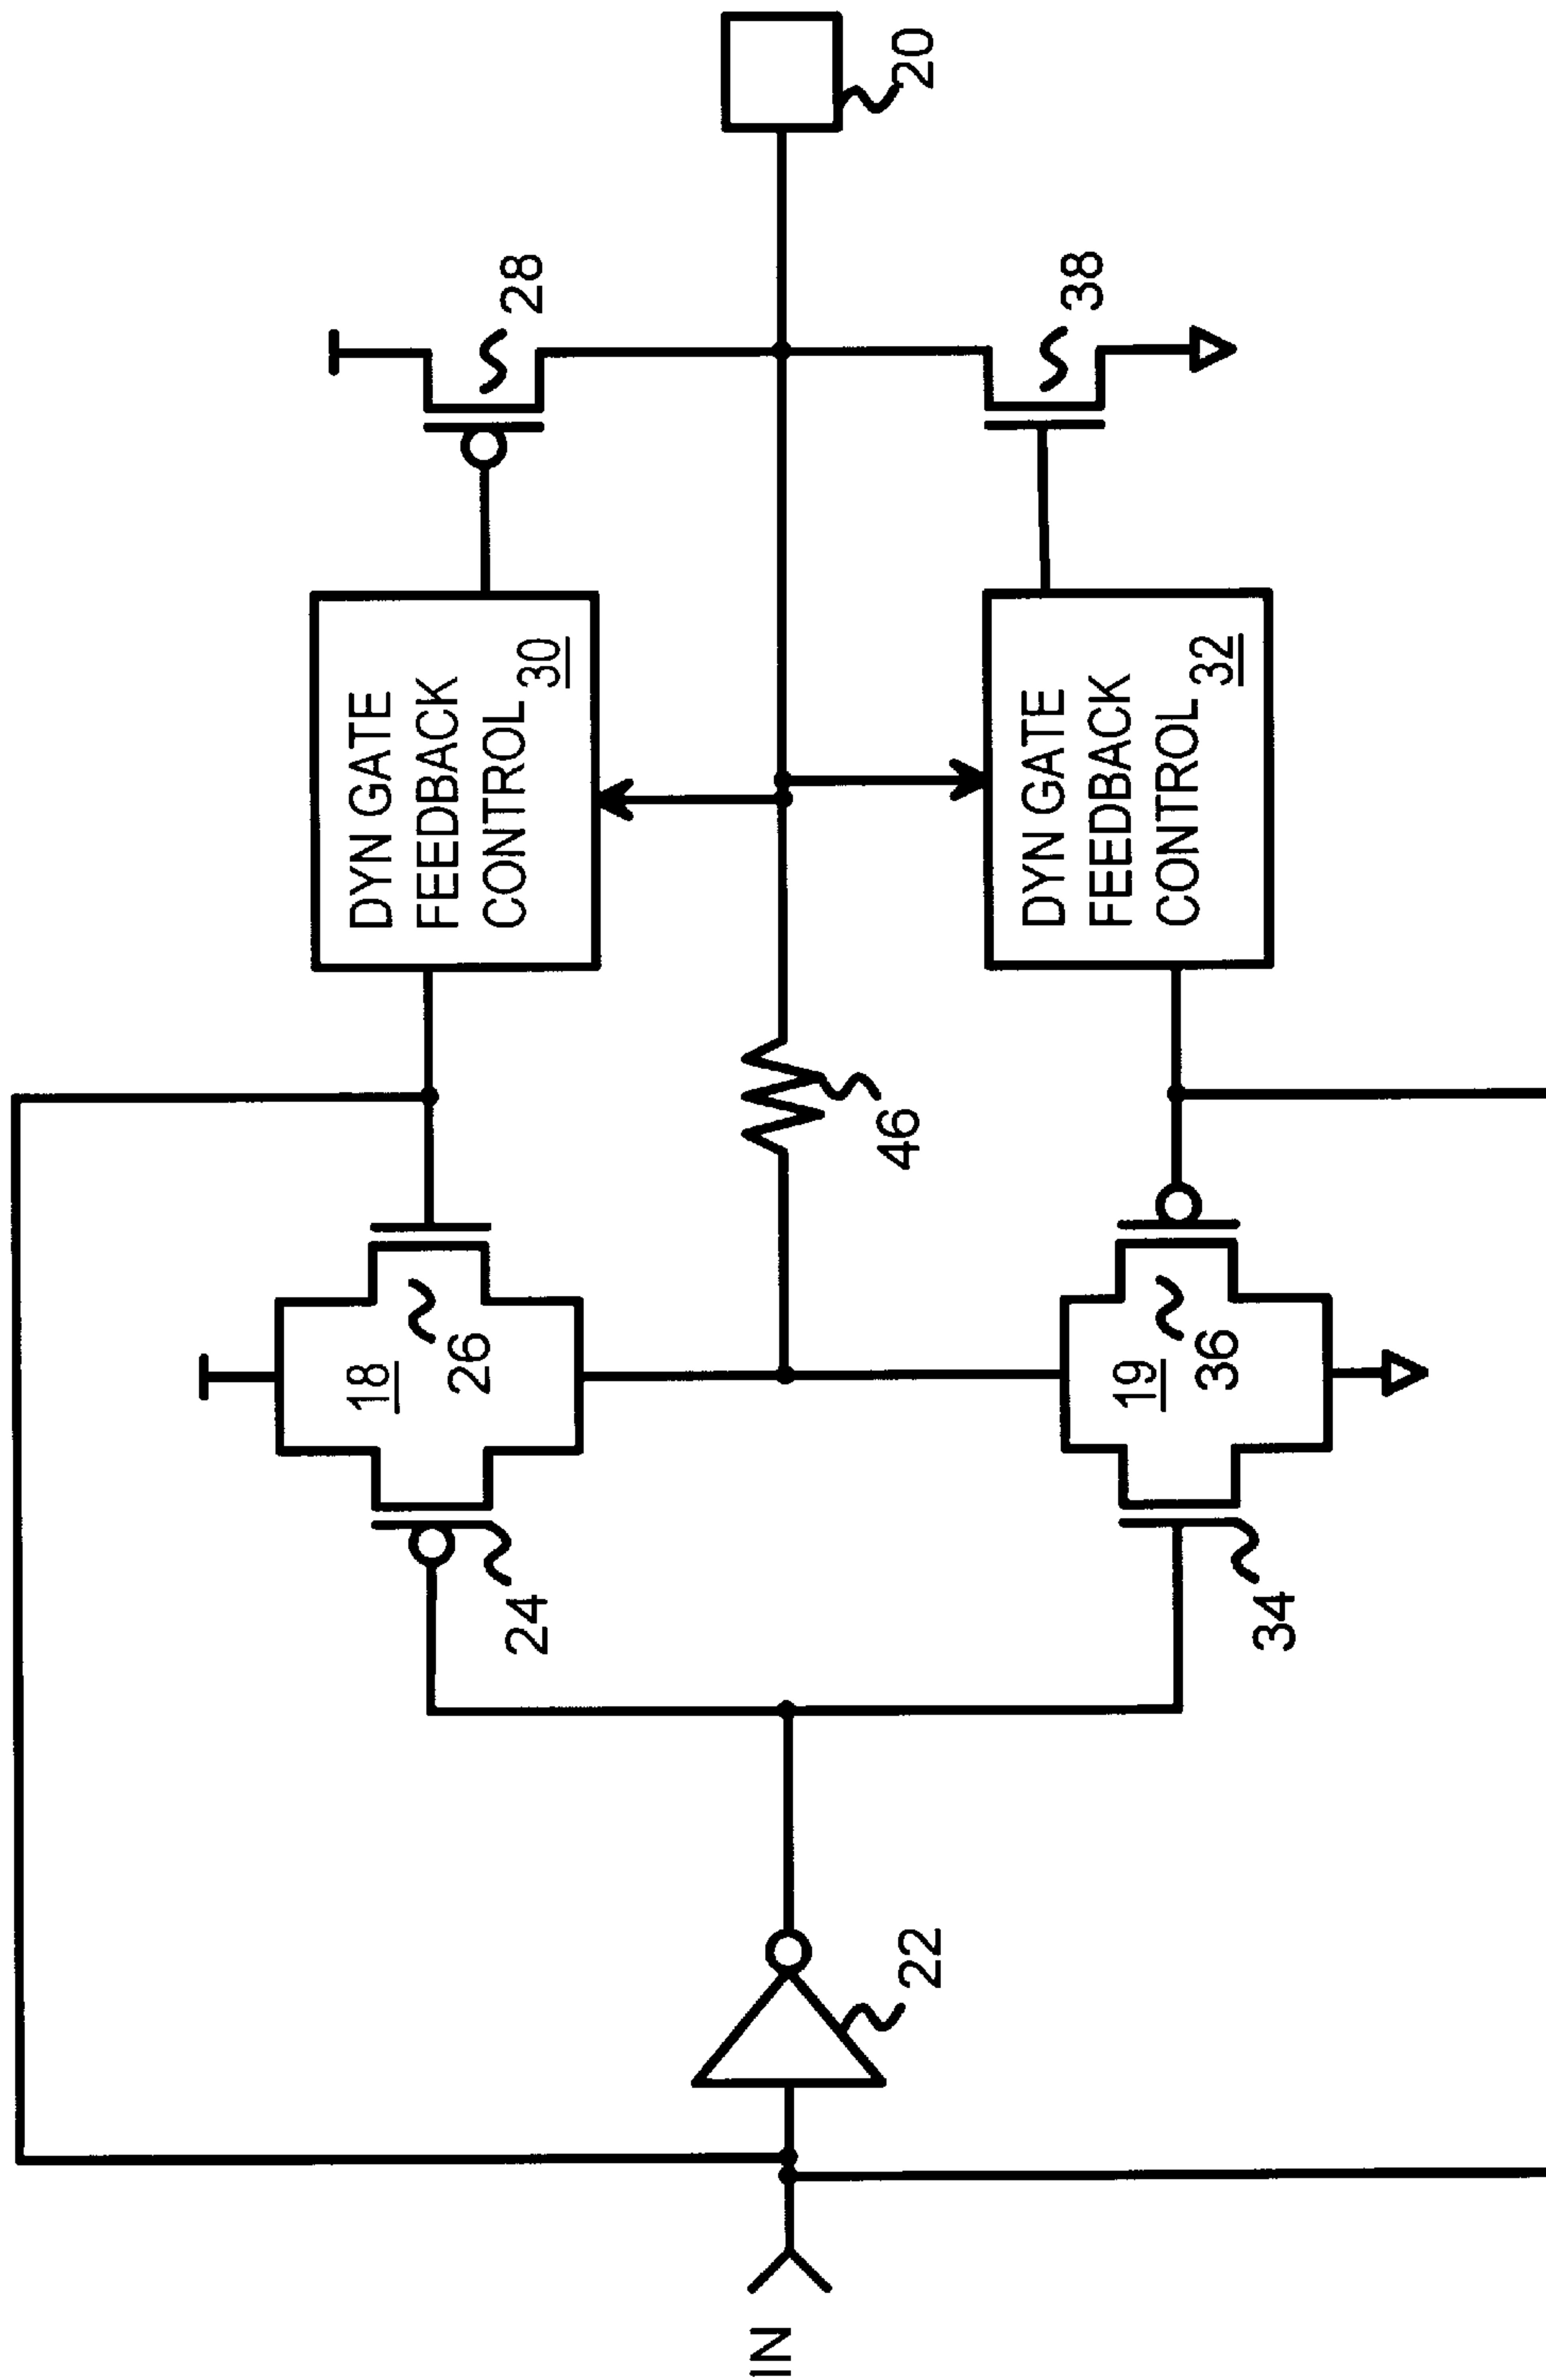 IN
22
24
34
18
26
19
36
46
DYN GATE
FEEDBACK
CONTROL 30
DYN GATE
FEEDBACK
CONTROL 32
28
38
20